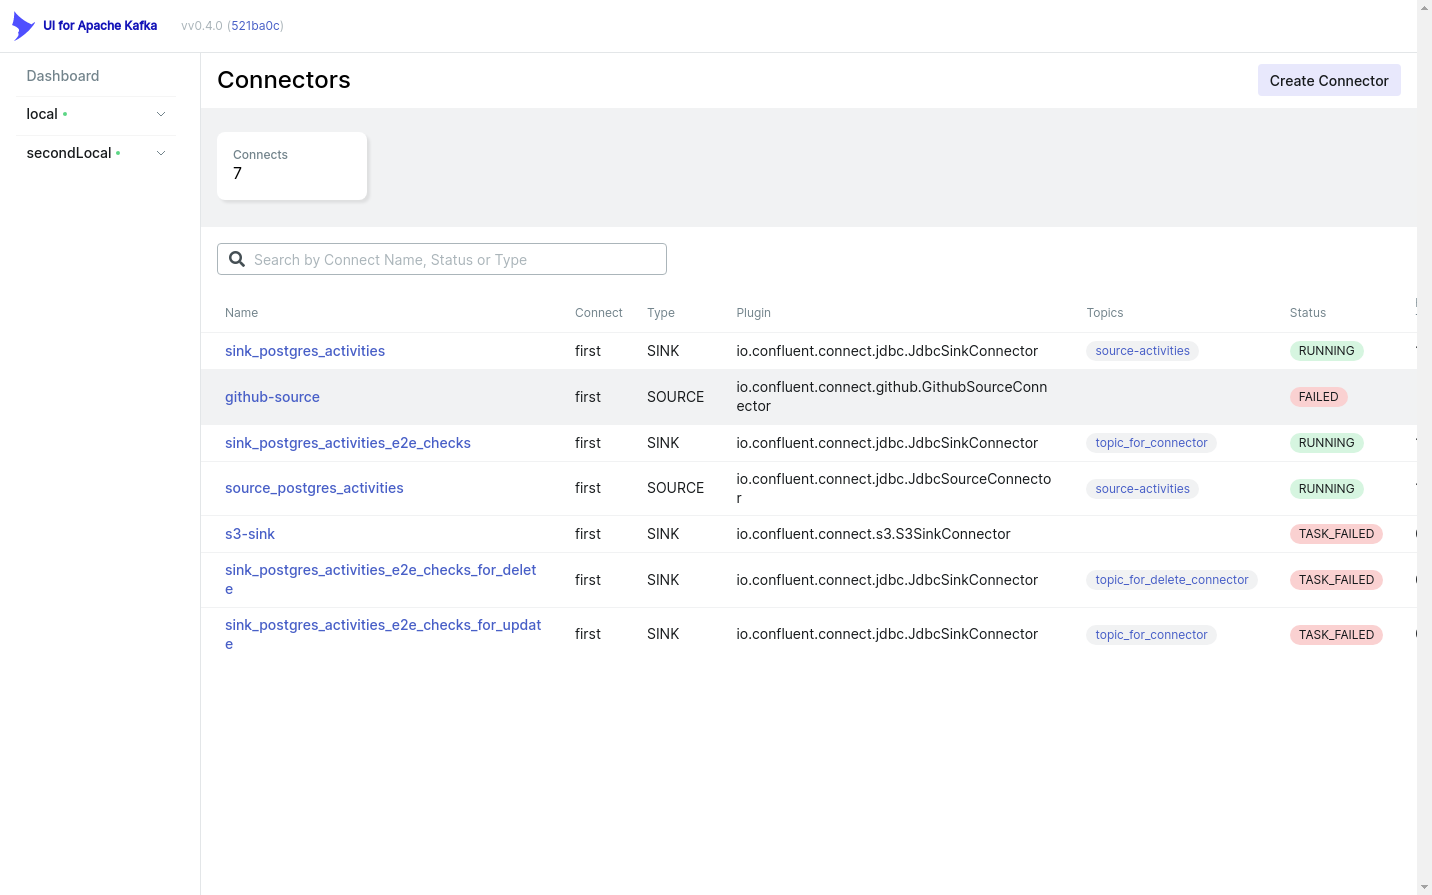 UI for Apache Kafka
vv0.4.0 (521ba0c)
Dashboard
local
secondLocal
Connectors
Create Connector
Connects
7
Search by Connect Name, Status or Type
Name Connect Type Plugin Topics Status
sink_postgres_activities first SINK io.confluent.connect.jdbc.JdbcSinkConnector source-activities RUNNING
github-source first SOURCE io.confluent.connect.github.GithubSourceConn
ector FAILED
sink_postgres_activities_e2e_checks first SINK io.confluent.connect.jdbc.JdbcSinkConnector topic_for_connector RUNNING
source_postgres_activities first SOURCE io.confluent.connect.jdbc.JdbcSourceConnecto
r source-activities RUNNING
s3-sink first SINK io.confluent.connect.s3.S3SinkConnector TASK_FAILED
sink_postgres_activities_e2e_checks_for_delet
e first SINK io.confluent.connect.jdbc.JdbcSinkConnector topic_for_delete_connector TASK_FAILED
sink_postgres_activities_e2e_checks_for_updat
e first SINK io.confluent.connect.jdbc.JdbcSinkConnector topic_for_connector TASK_FAILED